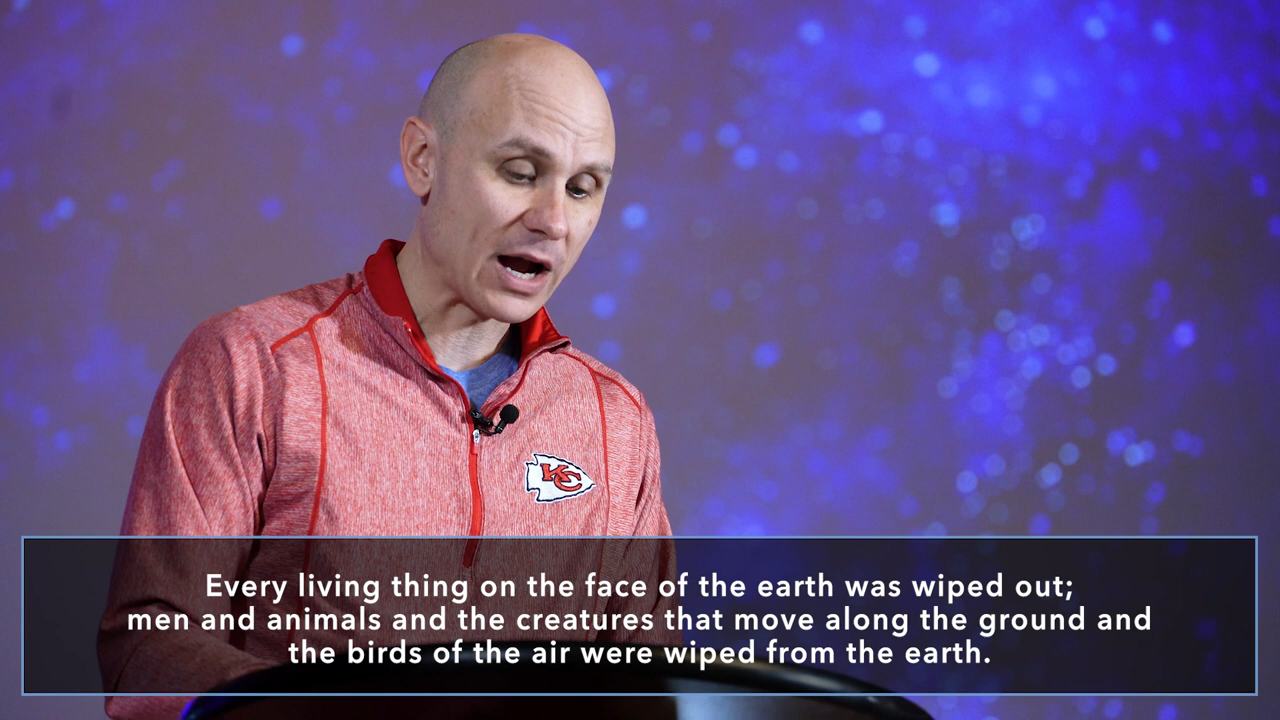 KC
Every living thing on the face of the earth was wiped out;
men and animals and the creatures that move along the ground and
the birds of the air were wiped from the earth.